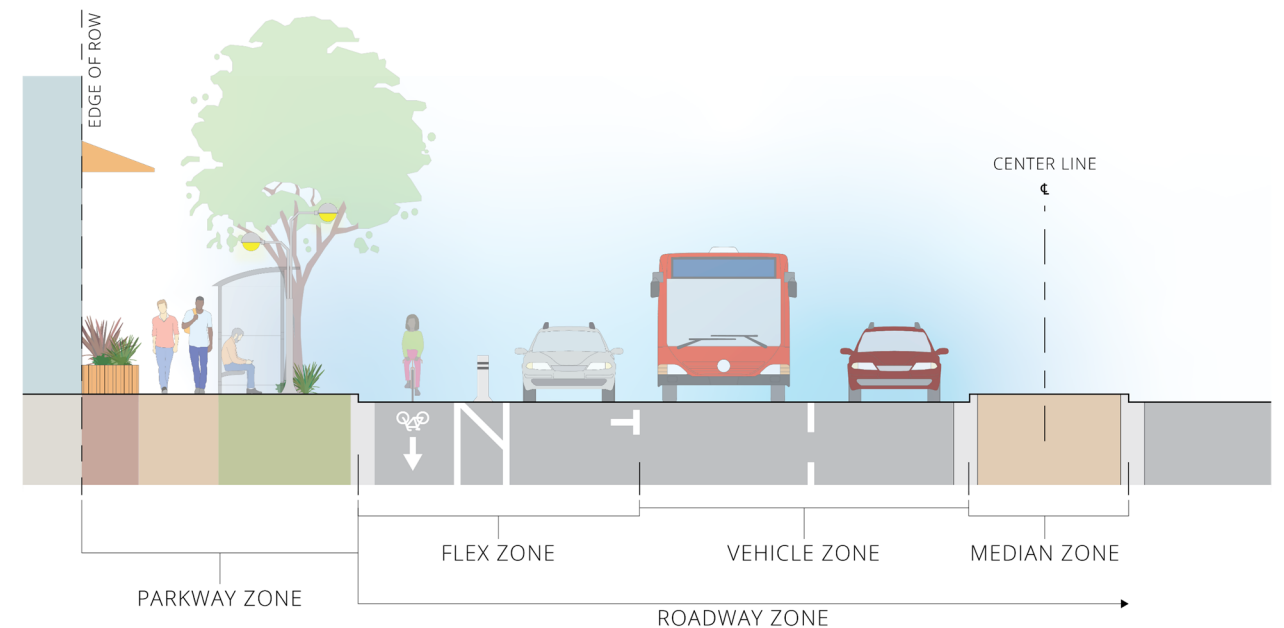 EDGE OF ROW
CENTER LINE
℄
FLEX ZONE
VEHICLE ZONE
MEDIAN ZONE
PARKWAY ZONE
ROADWAY ZONE